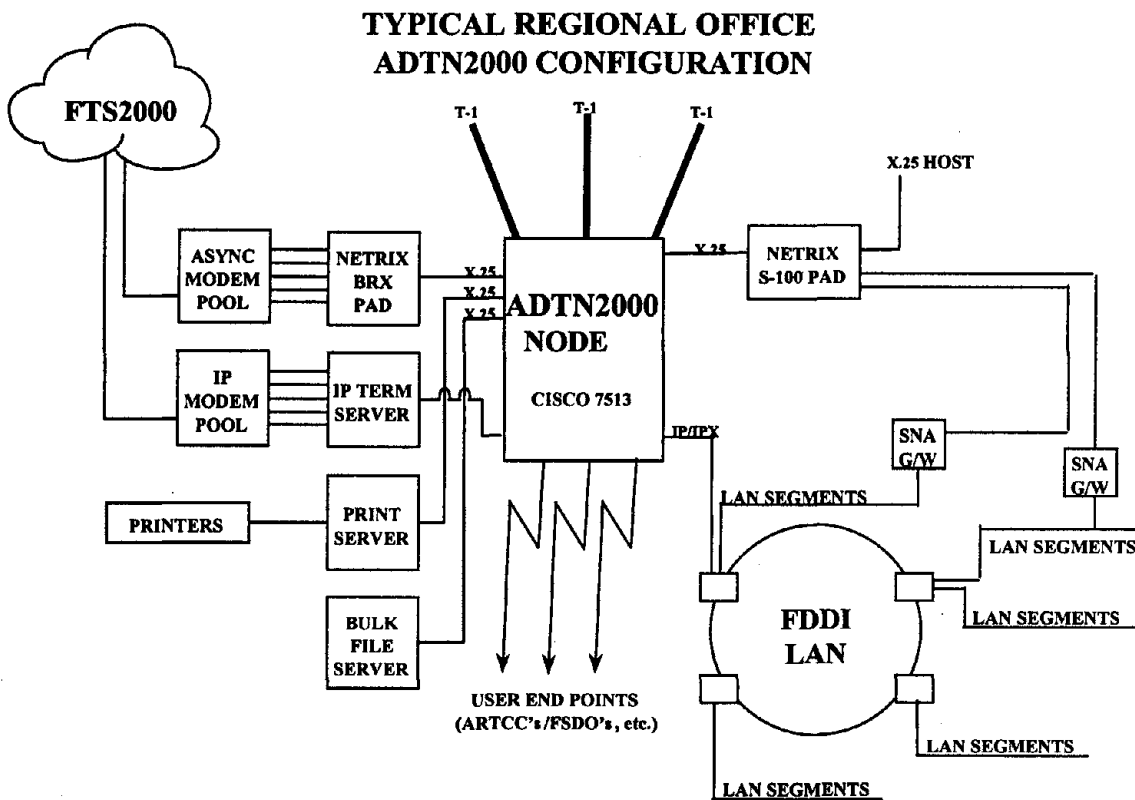 TYPICAL REGIONAL OFFICE
ADTN2000 CONFIGURATION
FTS2000
T-1
T-1
T-1
X.25 HOST
ASYNC
MODEM
POOL
NETRIX
BRX
PAD
X.25
X.25
X.25
ADTN2000
NODE
CISCO 7513
X.25
NETRIX
S-100 PAD
IP
MODEM
POOL
IP TERM
SERVER
IP/IPX
SNA
G/W
SNA
G/W
PRINTERS
PRINT
SERVER
LAN SEGMENTS
LAN SEGMENTS
BULK
FILE
SERVER
FDDI
LAN
LAN SEGMENTS
USER END POINTS
(ARTCC's/FSDO's, etc.)
LAN SEGMENTS
LAN SEGMENTS